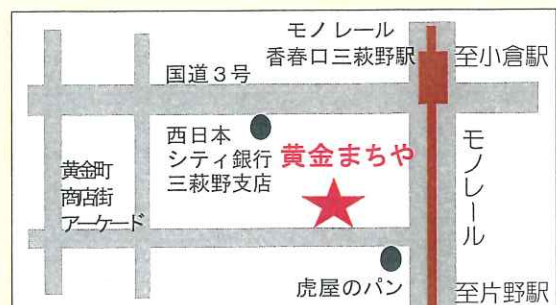 モノレール
香春口三萩野駅
至小倉駅
国道３号
西日本
シティ銀行
三萩野支店
黄金まちや
黄金町
商店街
アーケード
モノレール
虎屋のパン
至片野駅